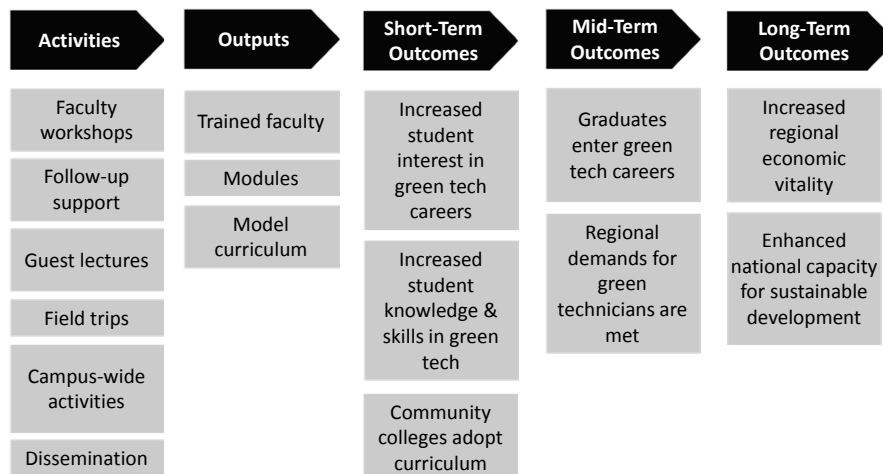 Activities
Faculty
workshops
Follow-up
support
Guest lectures
Field trips
Campus-wide
activities
Dissemination
Outputs
Trained faculty
Modules
Model
curriculum
Short-Term
Outcomes
Increased
student
interest in
green tech
careers
Increased
student
knowledge &
skills in green
tech
Community
colleges adopt
curriculum
Mid-Term
Outcomes
Graduates
enter green
tech careers
Regional
demands for
green
technicians are
met
Long-Term
Outcomes
Increased
regional
economic
vitality
Enhanced
national capacity
for sustainable
development